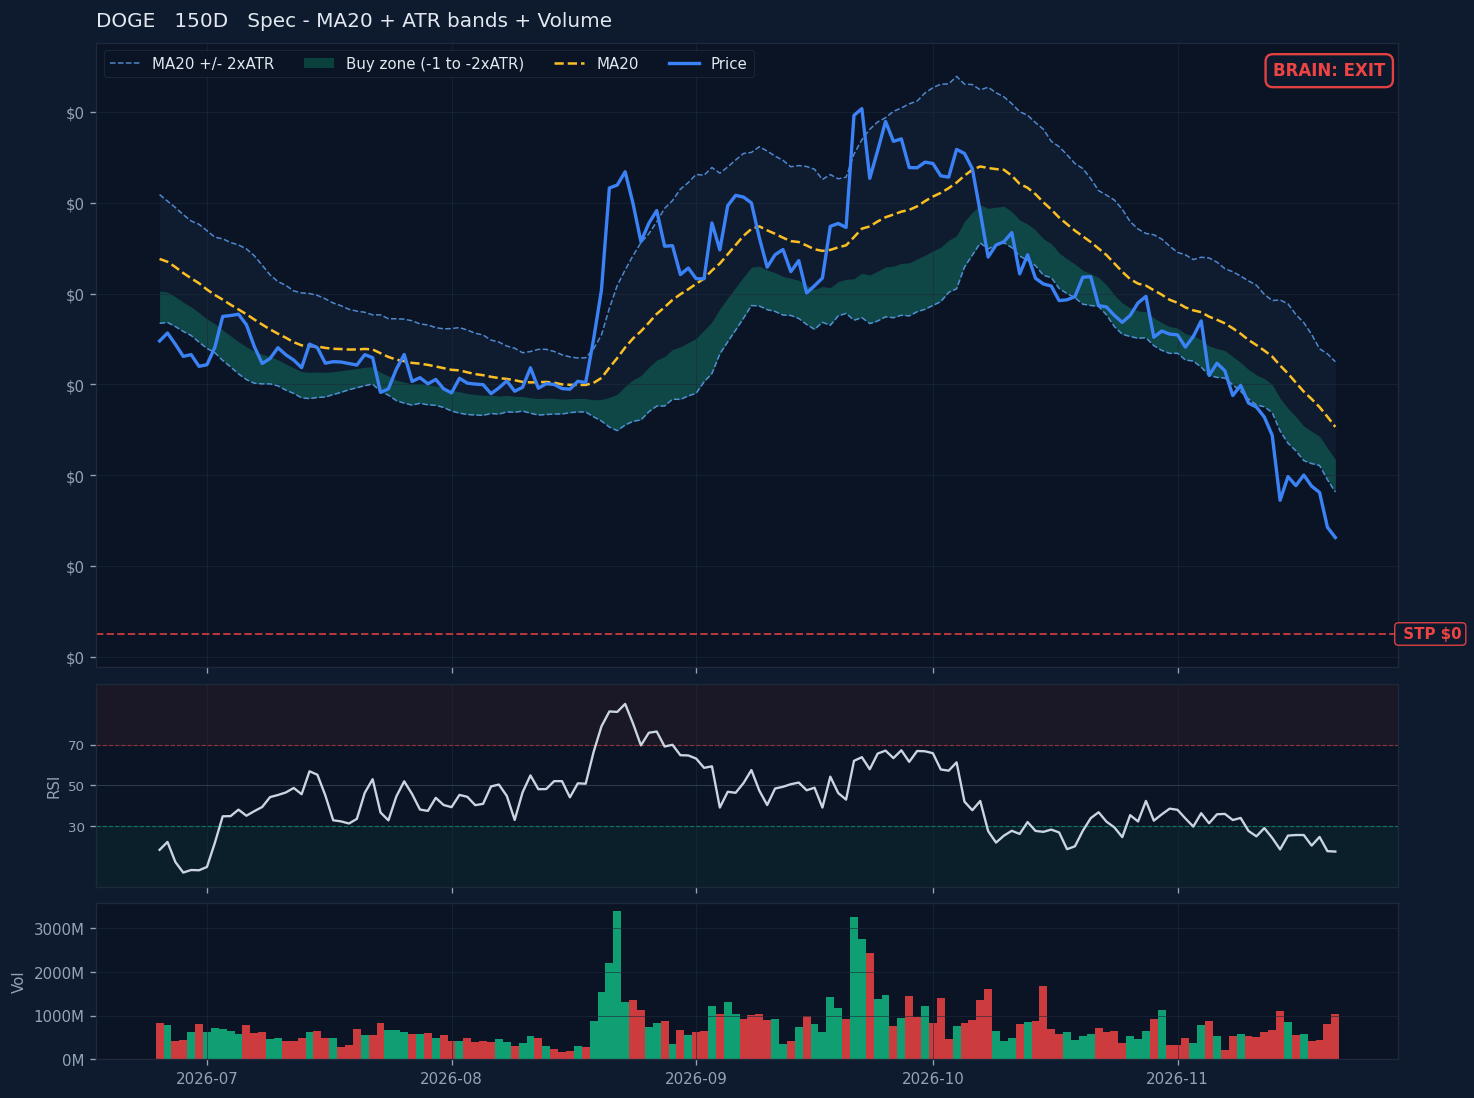 DOGE   150D   Spec - MA20 + ATR bands + Volume
MA20 +/- 2xATR   Buy zone (-1 to -2xATR)   MA20   Price
BRAIN: EXIT
$0
$0
$0
$0
$0
$0
$0
STP $0
RSI
70
50
30
Vol
3000M
2000M
1000M
0M
2026-07   2026-08   2026-09   2026-10   2026-11